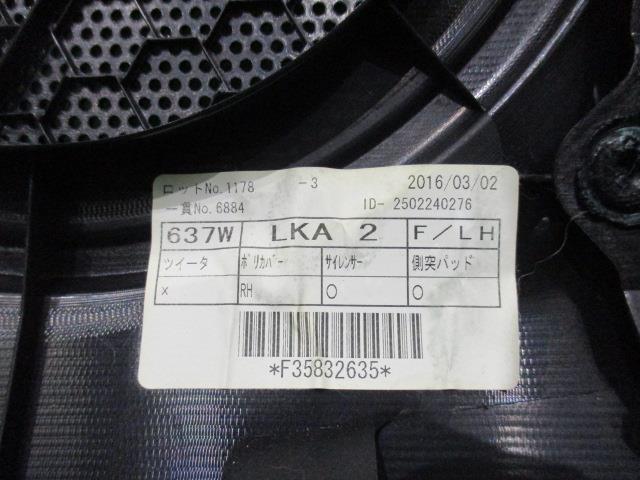 ロットNo.1178 -3 2016/03/02
一貫No.6884 ID- 2502240276
637W LKA 2 F/LH
ツイータ ﾎﾟﾘｶﾊﾞｰ ｻｲﾚﾝｻｰ 側突パッド
× RH ○ ○
*F35832635*